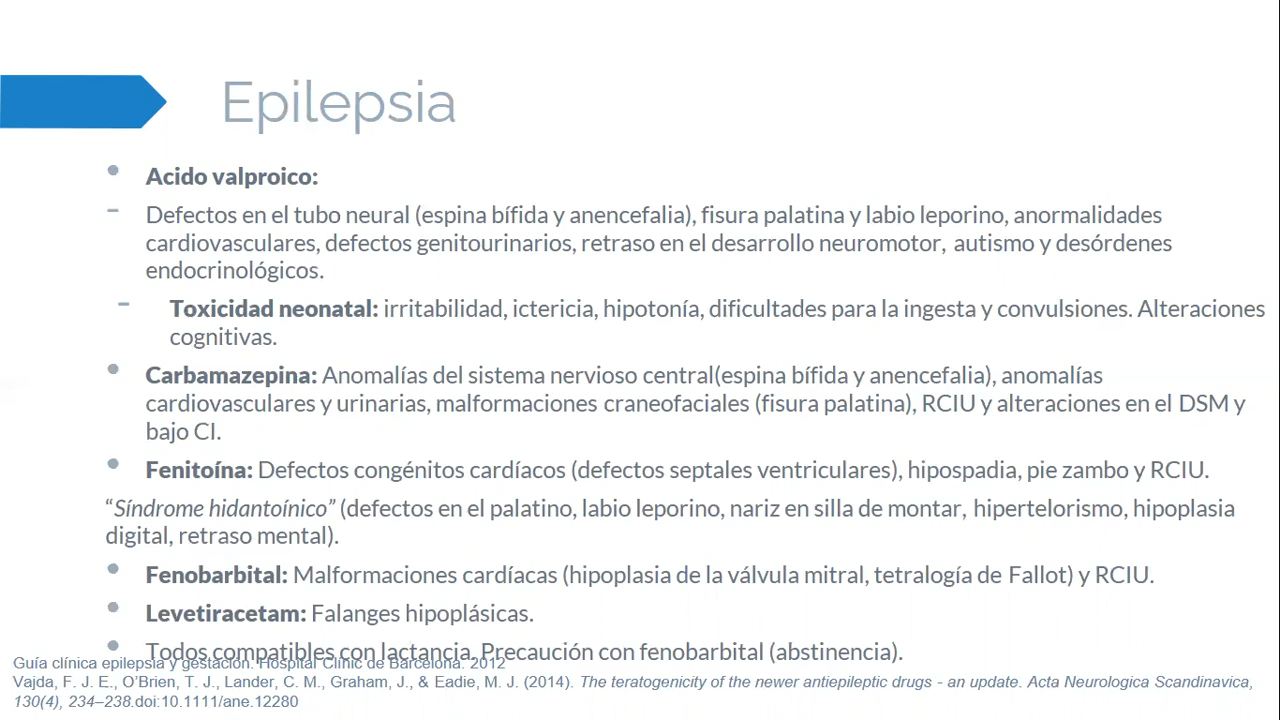 Epilepsia
• Acido valproico:
- Defectos en el tubo neural (espina bífida y anencefalia), fisura palatina y labio leporino, anormalidades
cardiovasculares, defectos genitourinarios, retraso en el desarrollo neuromotor, autismo y desórdenes
endocrinológicos.
- Toxicidad neonatal: irritabilidad, ictericia, hipotonía, dificultades para la ingesta y convulsiones. Alteraciones
cognitivas.
• Carbamazepina: Anomalías del sistema nervioso central(espina bífida y anencefalia), anomalías
cardiovasculares y urinarias, malformaciones craneofaciales (fisura palatina), RCIU y alteraciones en el DSM y
bajo CI.
• Fenitoína: Defectos congénitos cardíacos (defectos septales ventriculares), hipospadia, pie zambo y RCIU.
“Síndrome hidantoínico” (defectos en el palatino, labio leporino, nariz en silla de montar, hipertelorismo, hipoplasia
digital, retraso mental).
• Fenobarbital: Malformaciones cardíacas (hipoplasia de la válvula mitral, tetralogía de Fallot) y RCIU.
• Levetiracetam: Falanges hipoplásicas.
• Todos compatibles con lactancia. Precaución con fenobarbital (abstinencia).
Guía clínica epilepsia y gestación. Hospital Clínic de Barcelona. 2012
Vajda, F. J. E., O’Brien, T. J., Lander, C. M., Graham, J., & Eadie, M. J. (2014). The teratogenicity of the newer antiepileptic drugs - an update. Acta Neurologica Scandinavica,
130(4), 234–238.doi:10.1111/ane.12280